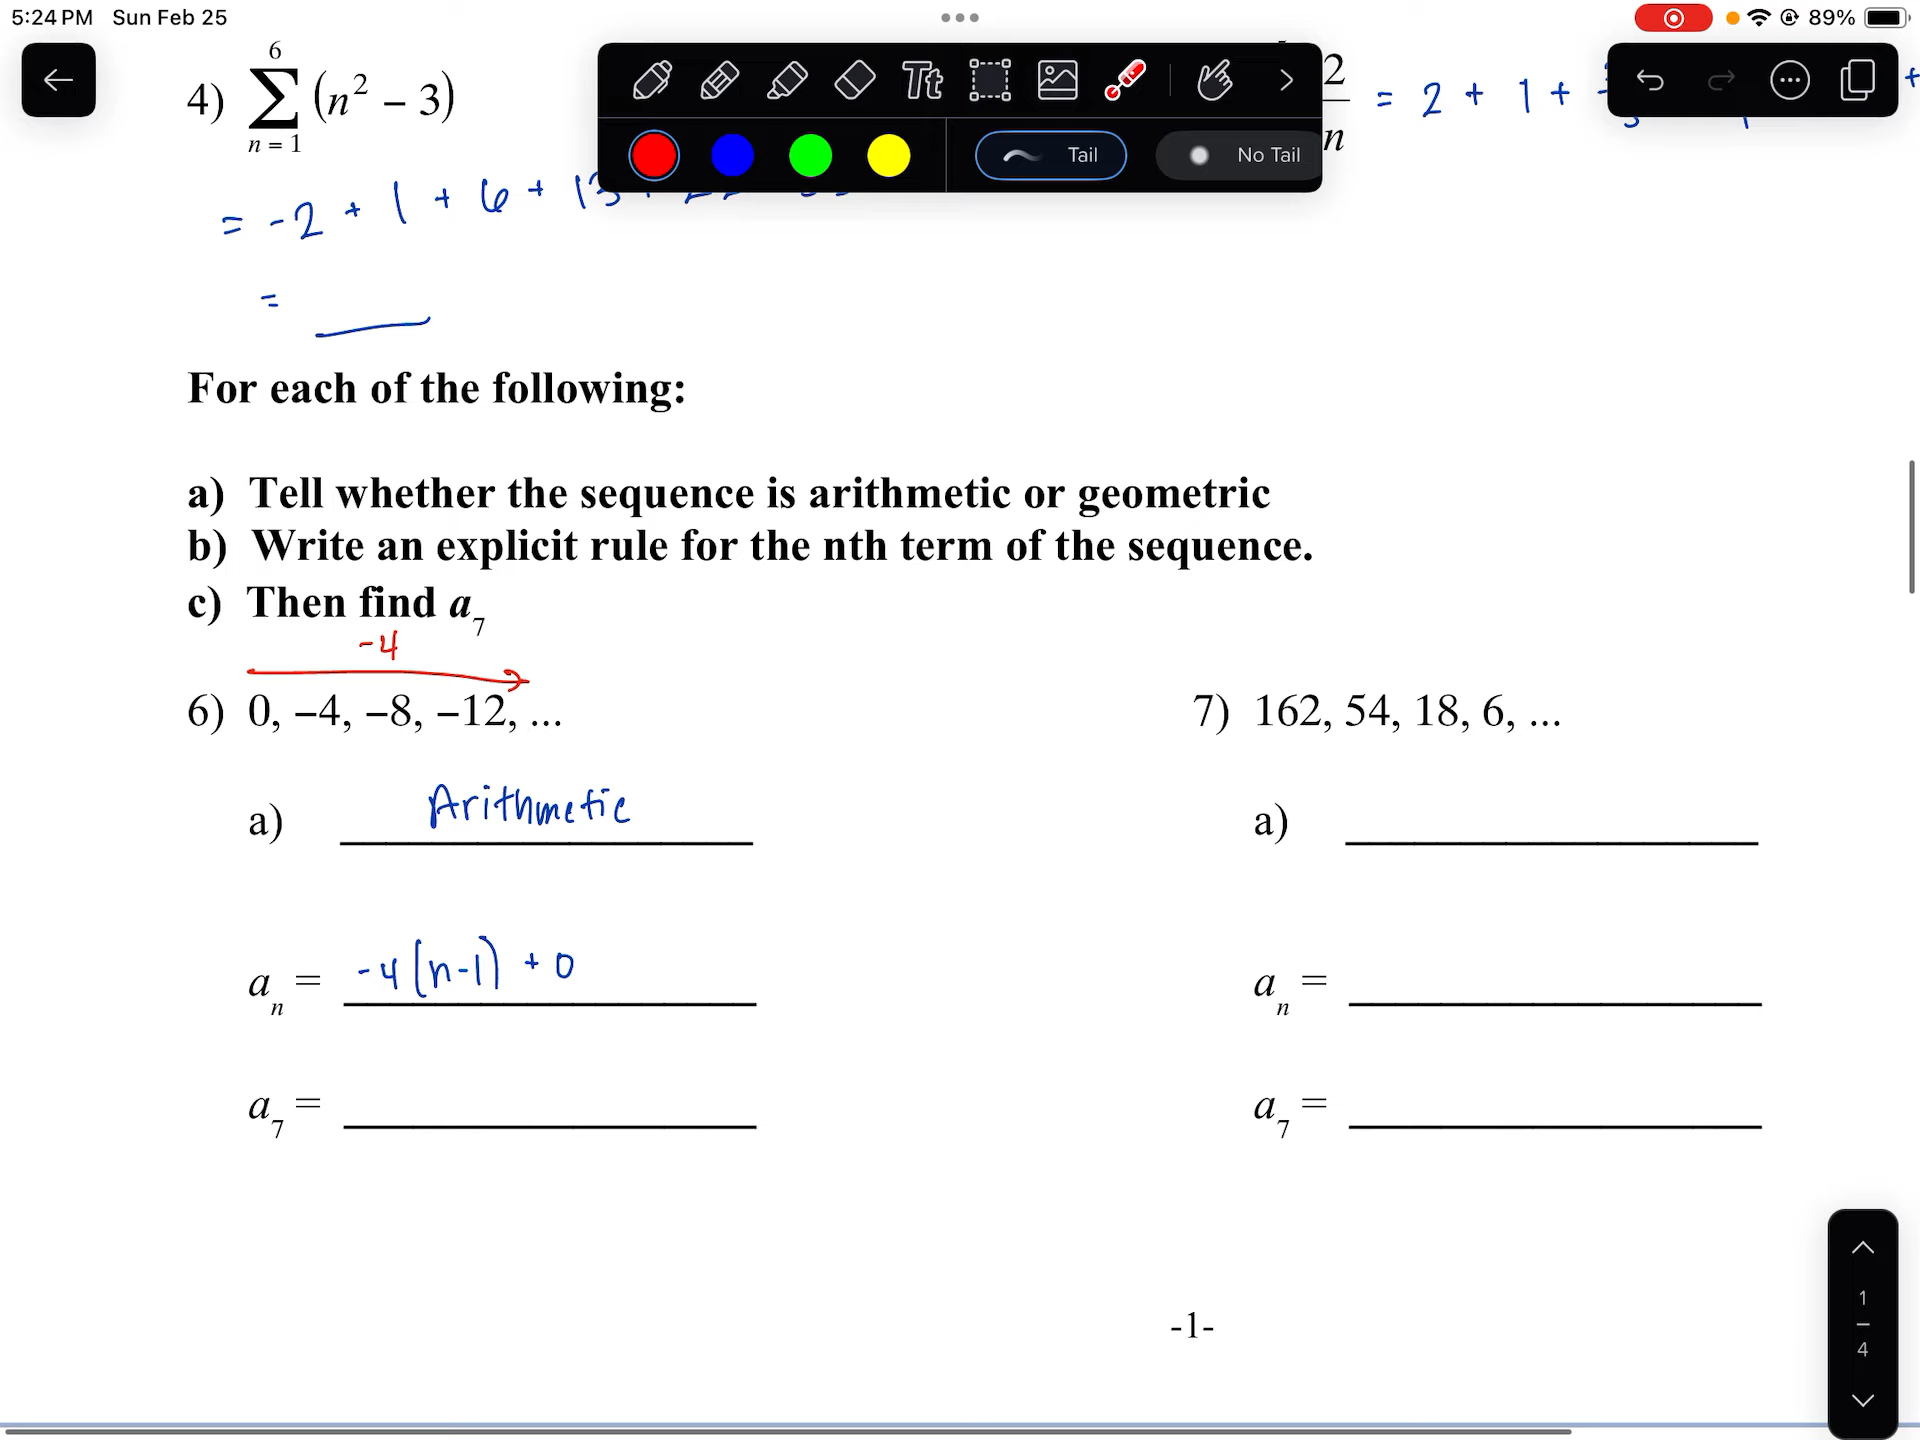 5:24 PM Sun Feb 25
89%
4) 6 ∑ n = 1 (n² – 3)
2
n
= 2 + 1 +
+
Tt
Tail
No Tail
= -2 + 1 + 6 + 13
=
For each of the following:
a) Tell whether the sequence is arithmetic or geometric
b) Write an explicit rule for the nth term of the sequence.
c) Then find a₇
-4
6) 0, –4, –8, –12, ...
7) 162, 54, 18, 6, ...
a) Arithmetic
a)
aₙ = -4(n-1) + 0
aₙ =
a₇ =
a₇ =
-1-
1
4